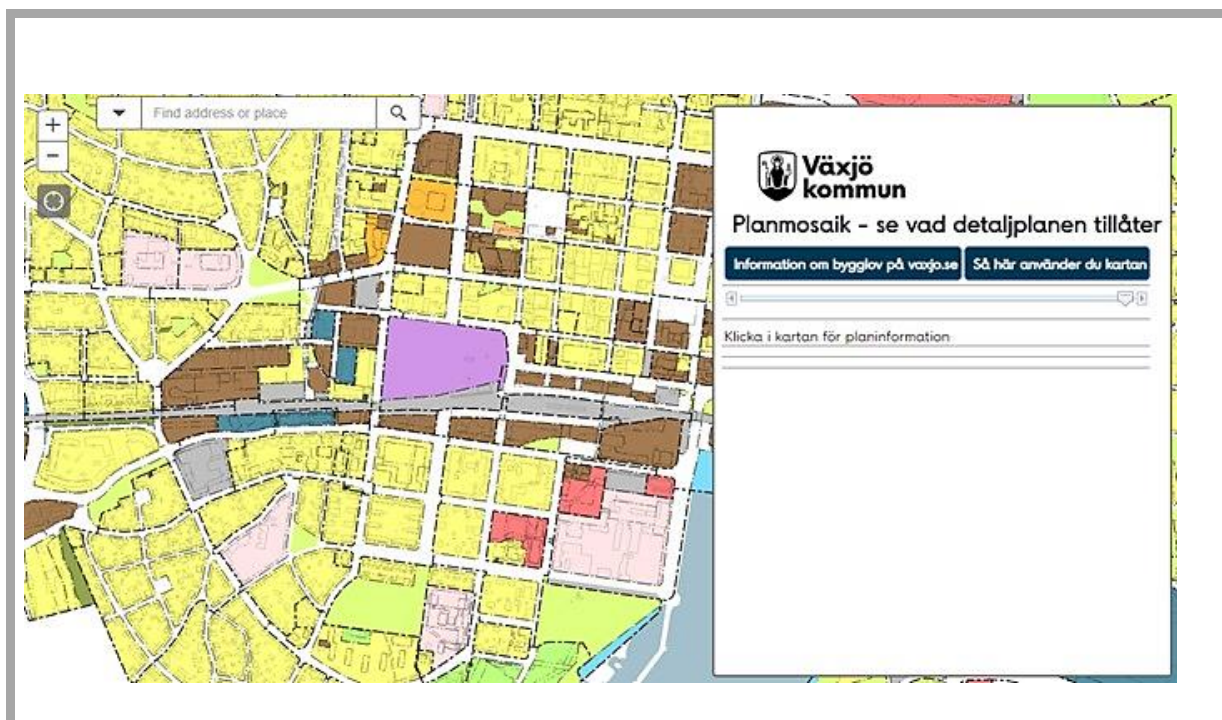 Find address or place
Växjö
kommun
Planmosaik - se vad detaljplanen tillåter
Information om bygglov på vaxjo.se
Så här använder du kartan
Klicka i kartan för planinformation